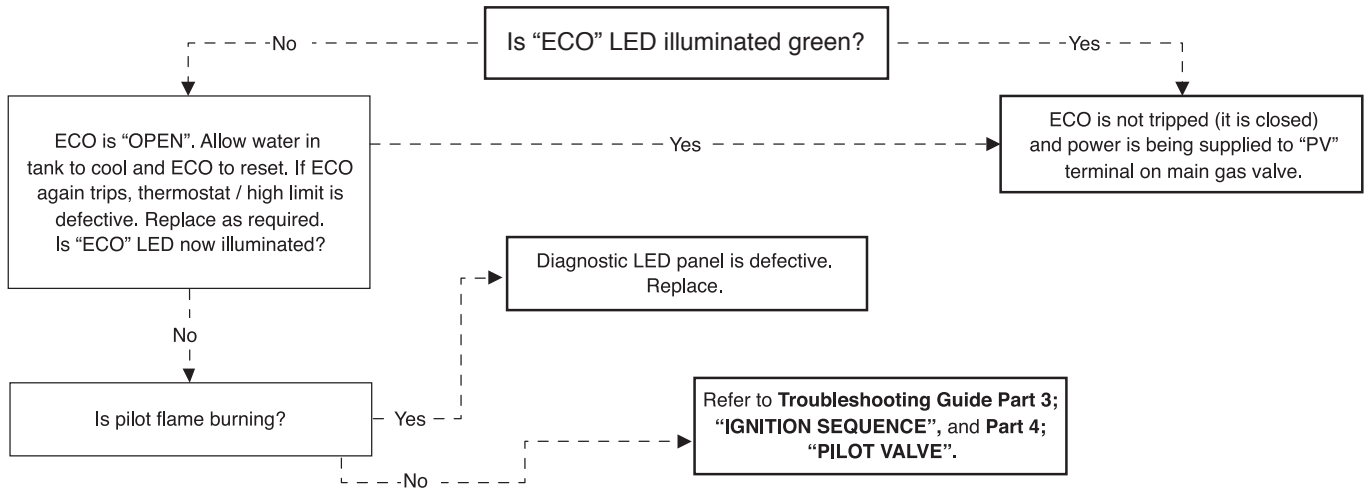 Is “ECO” LED illuminated green?
No
Yes
ECO is “OPEN”. Allow water in
tank to cool and ECO to reset. If ECO
again trips, thermostat / high limit is
defective. Replace as required.
Is “ECO” LED now illuminated?
Yes
ECO is not tripped (it is closed)
and power is being supplied to “PV”
terminal on main gas valve.
Diagnostic LED panel is defective.
Replace.
No
Is pilot flame burning?
Yes
No
Refer to Troubleshooting Guide Part 3;
“IGNITION SEQUENCE”, and Part 4;
“PILOT VALVE”.